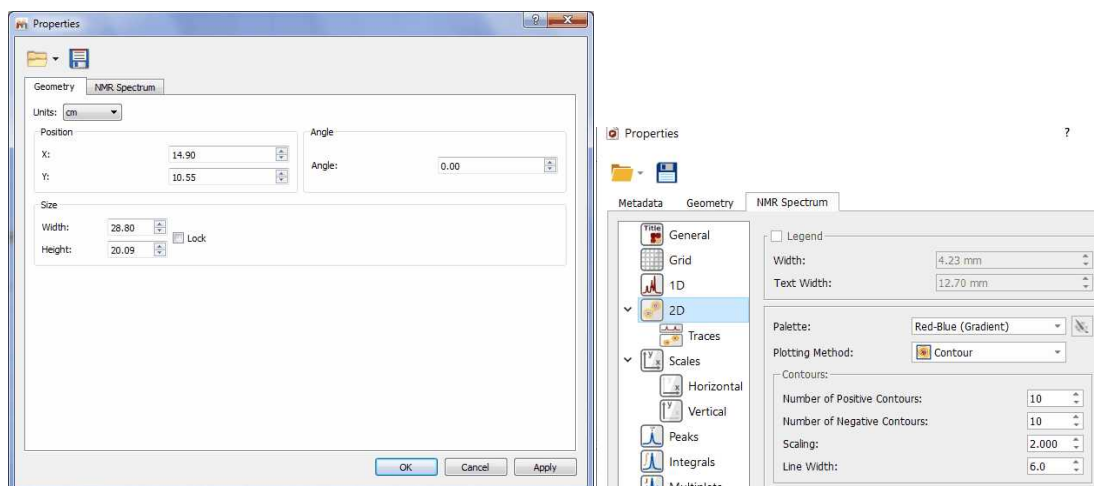 Properties
Geometry NMR Spectrum
Units: cm
Position
X: 14.90
Y: 10.55
Angle
Angle: 0.00
Size
Width: 28.80
Height: 20.09
Lock
OK Cancel Apply
Properties ?
Metadata Geometry NMR Spectrum
Title General
Grid
1D
2D
Traces
Scales
Horizontal
Vertical
Peaks
Integrals
Legend
Width: 4.23 mm
Text Width: 12.70 mm
Palette: Red-Blue (Gradient)
Plotting Method: Contour
Contours:
Number of Positive Contours: 10
Number of Negative Contours: 10
Scaling: 2.000
Line Width: 6.0